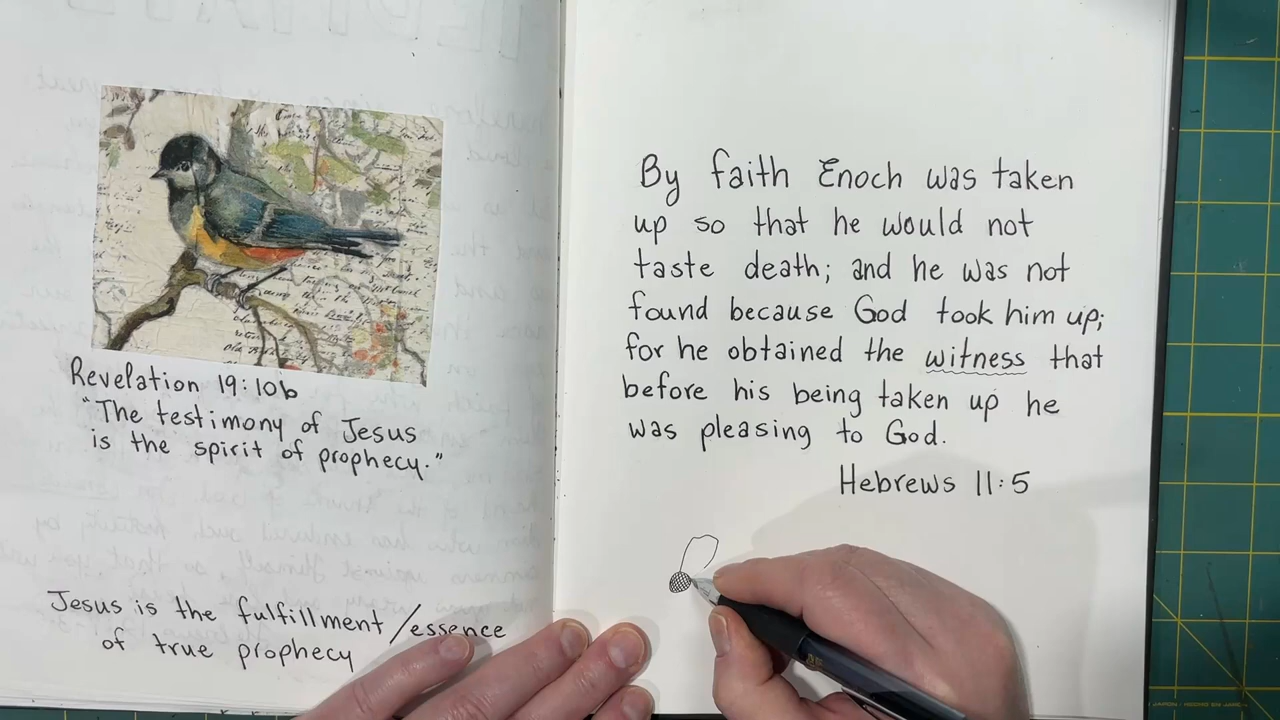 Revelation 19:10b
"The testimony of Jesus
is the spirit of prophecy."
Jesus is the fulfillment/essence
of true prophecy
By faith Enoch was taken
up so that he would not
taste death; and he was not
found because God took him up;
for he obtained the witness that
before his being taken up he
was pleasing to God.
Hebrews 11:5